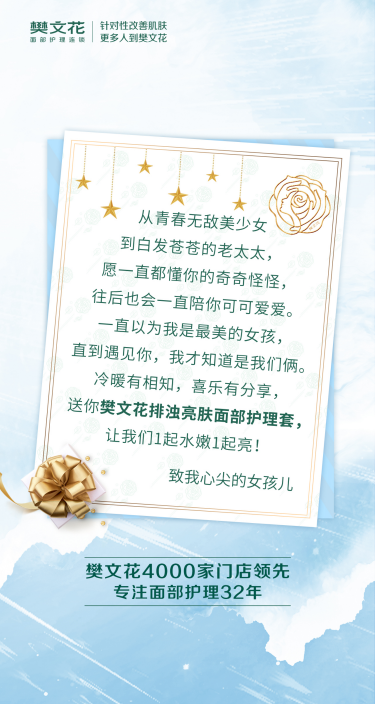 樊文花
面部护理连锁
针对性改善肌肤
更多人到樊文花
从青春无敌美少女
到白发苍苍的老太太，
愿一直都懂你的奇奇怪怪，
往后也会一直陪你可可爱爱。
一直以为我是最美的女孩，
直到遇见你，我才知道是我们俩。
冷暖有相知，喜乐有分享，
送你樊文花排浊亮肤面部护理套，
让我们1起水嫩1起亮！
致我心尖的女孩儿
樊文花4000家门店领先
专注面部护理32年